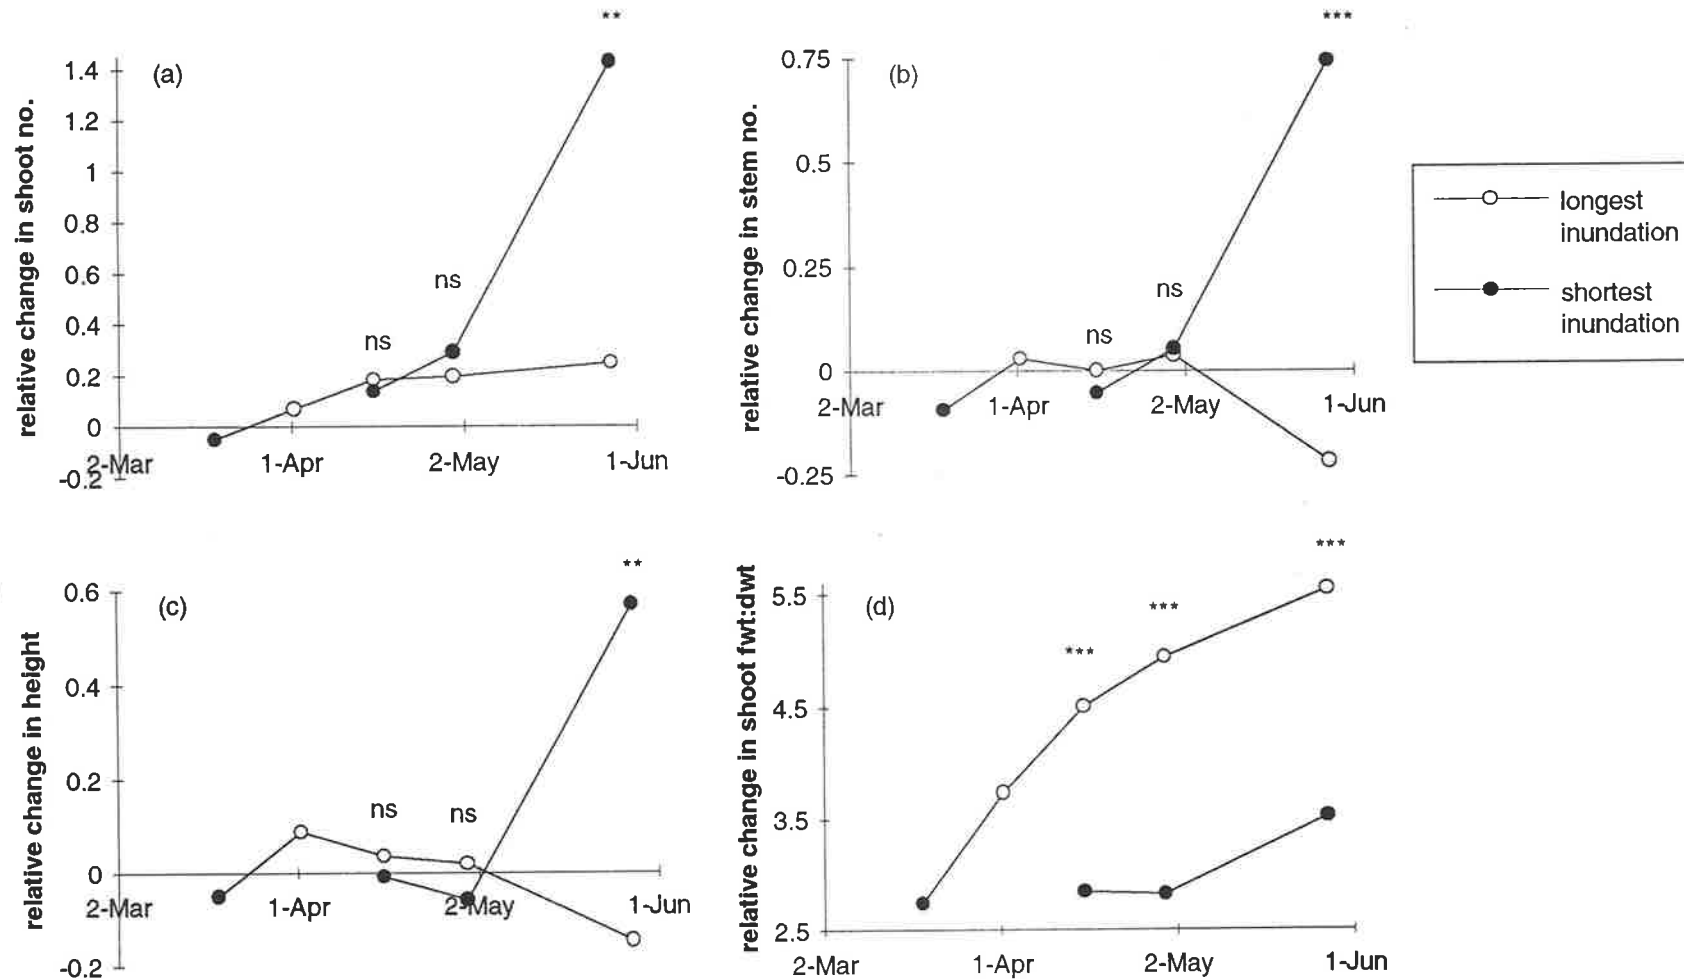 **
1.4
(a)
1.2
1
0.8
0.6
0.4
0.2
0
-0.2
relative change in shoot no.
ns
ns
2-Mar
1-Apr
2-May
1-Jun
***
0.75
(b)
0.5
0.25
0
-0.25
relative change in stem no.
ns
ns
2-Mar
1-Apr
2-May
1-Jun
longest
inundation
shortest
inundation
**
0.6
(c)
0.4
0.2
0
-0.2
relative change in height
ns
ns
2-Mar
1-Apr
2-May
1-Jun
***
5.5
(d)
***
***
4.5
3.5
2.5
relative change in shoot fwt:dwt
2-Mar
1-Apr
2-May
1-Jun